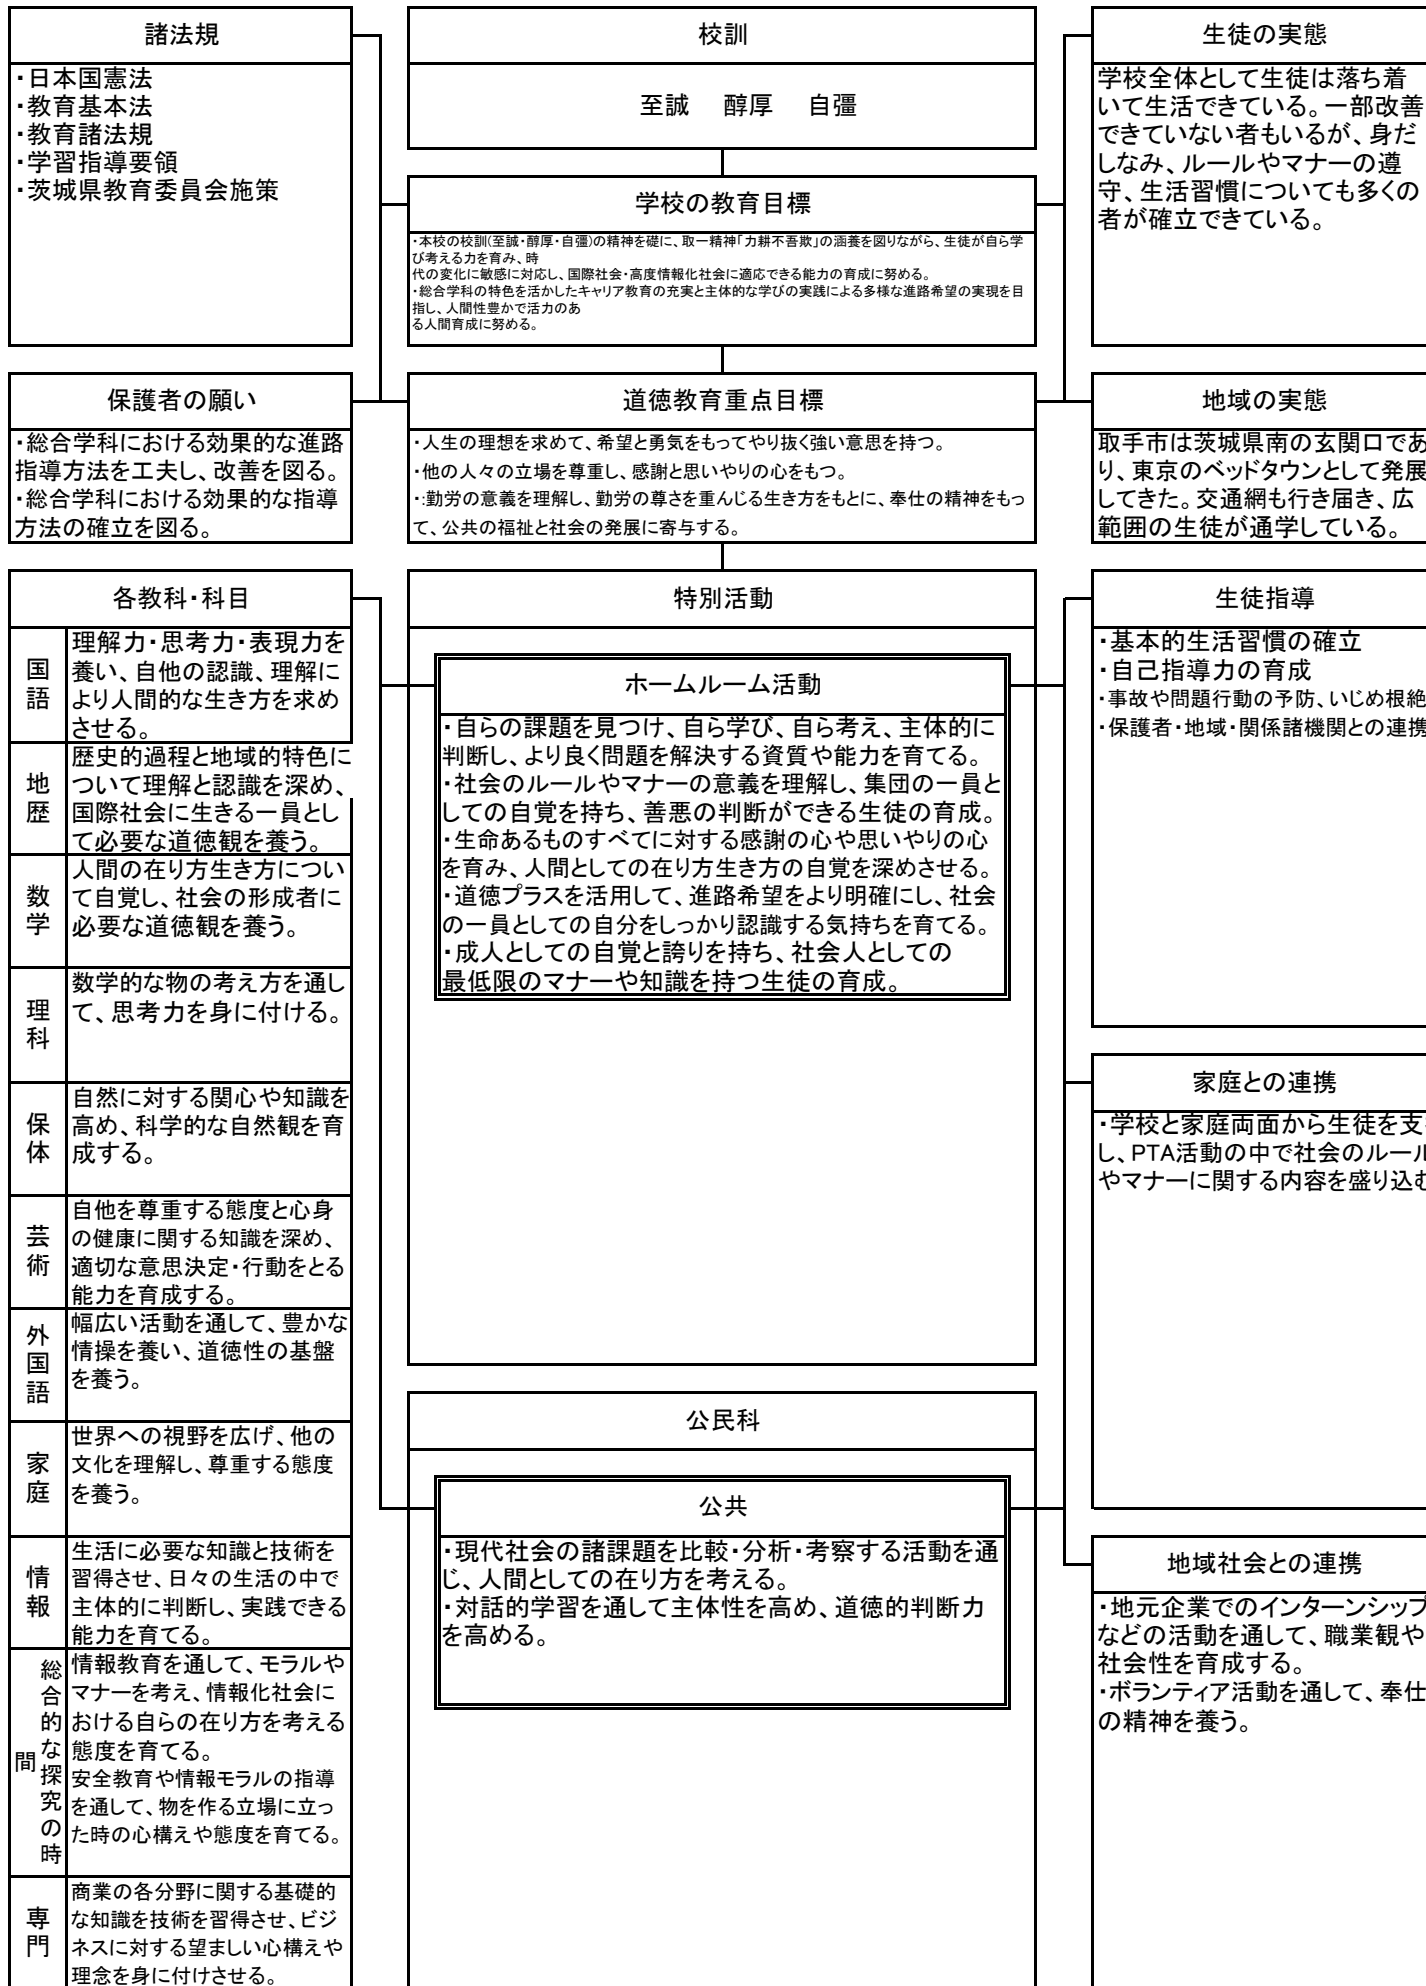 諸法規
・日本国憲法
・教育基本法
・教育諸法規
・学習指導要領
・茨城県教育委員会施策
校訓
至誠　醇厚　自彊
生徒の実態
学校全体として生徒は落ち着
いて生活できている。一部改善
できていない者もいるが、身だ
しなみ、ルールやマナーの遵
守、生活習慣についても多くの
者が確立できている。
学校の教育目標
・本校の校訓(至誠・醇厚・自彊)の精神を礎に、取一精神「力耕不吾欺」の涵養を図りながら、生徒が自ら学
び考える力を育み、時
代の変化に敏感に対応し、国際社会・高度情報化社会に適応できる能力の育成に努める。
・総合学科の特色を活かしたキャリア教育の充実と主体的な学びの実践による多様な進路希望の実現を目
指し、人間性豊かで活力のあ
る人間育成に努める。
保護者の願い
・総合学科における効果的な進路
指導方法を工夫し、改善を図る。
・総合学科における効果的な指導
方法の確立を図る。
道徳教育重点目標
・人生の理想を求めて、希望と勇気をもってやり抜く強い意思を持つ。
・他の人々の立場を尊重し、感謝と思いやりの心をもつ。
・:勤労の意義を理解し、勤労の尊さを重んじる生き方をもとに、奉仕の精神をもっ
て、公共の福祉と社会の発展に寄与する。
地域の実態
取手市は茨城県南の玄関口であ
り、東京のベッドタウンとして発展
してきた。交通網も行き届き、広
範囲の生徒が通学している。
各教科・科目
国語
理解力・思考力・表現力を
養い、自他の認識、理解に
より人間的な生き方を求め
させる。
地歴
歴史的過程と地域的特色に
ついて理解と認識を深め、
国際社会に生きる一員とし
て必要な道徳観を養う。
数学
人間の在り方生き方につい
て自覚し、社会の形成者に
必要な道徳観を養う。
理科
数学的な物の考え方を通し
て、思考力を身に付ける。
保体
自然に対する関心や知識を
高め、科学的な自然観を育
成する。
芸術
自他を尊重する態度と心身
の健康に関する知識を深め、
適切な意思決定・行動をとる
能力を育成する。
外国語
幅広い活動を通して、豊かな
情操を養い、道徳性の基盤
を養う。
家庭
世界への視野を広げ、他の
文化を理解し、尊重する態度
を養う。
情報
生活に必要な知識と技術を
習得させ、日々の生活の中で
主体的に判断し、実践できる
能力を育てる。
総合的な探究の時
間
情報教育を通して、モラルや
マナーを考え、情報化社会に
おける自らの在り方を考える
態度を育てる。
安全教育や情報モラルの指導
を通して、物を作る立場に立っ
た時の心構えや態度を育てる。
専門
商業の各分野に関する基礎的
な知識を技術を習得させ、ビジ
ネスに対する望ましい心構えや
理念を身に付けさせる。
特別活動
ホームルーム活動
・自らの課題を見つけ、自ら学び、自ら考え、主体的に
判断し、より良く問題を解決する資質や能力を育てる。
・社会のルールやマナーの意義を理解し、集団の一員と
しての自覚を持ち、善悪の判断ができる生徒の育成。
・生命あるものすべてに対する感謝の心や思いやりの心
を育み、人間としての在り方生き方の自覚を深めさせる。
・道徳プラスを活用して、進路希望をより明確にし、社会
の一員としての自分をしっかり認識する気持ちを育てる。
・成人としての自覚と誇りを持ち、社会人としての
最低限のマナーや知識を持つ生徒の育成。
公民科
公共
・現代社会の諸課題を比較・分析・考察する活動を通
じ、人間としての在り方を考える。
・対話的学習を通して主体性を高め、道徳的判断力
を高める。
生徒指導
・基本的生活習慣の確立
・自己指導力の育成
・事故や問題行動の予防、いじめ根絶
・保護者・地域・関係諸機関との連携
家庭との連携
・学校と家庭両面から生徒を支
し、PTA活動の中で社会のルール
やマナーに関する内容を盛り込む
地域社会との連携
・地元企業でのインターンシップ
などの活動を通して、職業観や
社会性を育成する。
・ボランティア活動を通して、奉仕
の精神を養う。